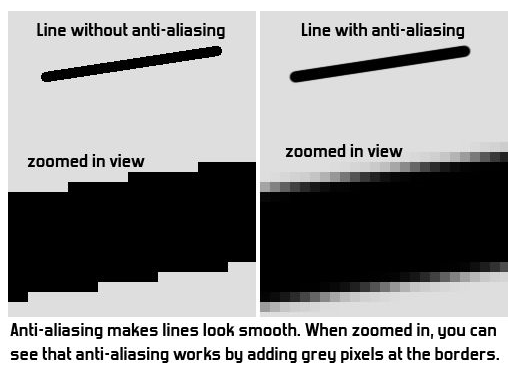 Line without anti-aliasing
Line with anti-aliasing
zoomed in view
zoomed in view
Anti-aliasing makes lines look smooth. When zoomed in, you can
see that anti-aliasing works by adding grey pixels at the borders.